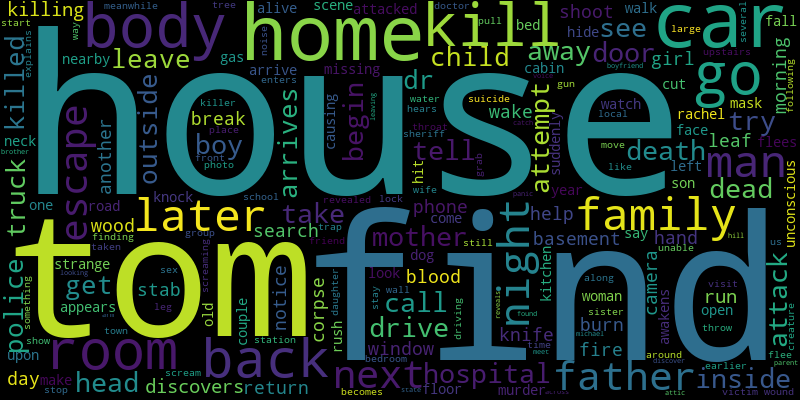 killing meanwhile tree doctor alive scene attacked shoot walk pull bed hide see car large several start
way body home kill fall
explains nearby leave gas noise arrive missing child away door girl upstairs morning following
killed house go
truck escape outside enters dr cabin cut boyfriend
killer water suicide gun watch mask
another break arrives causing begin hears wake attempt suddenly local rachel try
neck place sheriff face flees
boy front hit throat death leaf man
brother photo tell grab move like left
one road knock school revealed lock wife year son dead unconscious
tom find later take phone come help family
wood group trap mother still night say hand us hill
finding search friend basement unable
police strange taken notice screaming dog kitchen camera along visit attack
something looking sex look reveals woman awakens run creature
get stab old couple corpse daughter stay wall blood found sister open
appears leg call driving burn throw
are town rush drive knife michael flee
upon show station window time fire around earlier parent
room back bedroom meet discover
day make scream next hospital father inside
head discovers return floor murder across attic
stop becomes state victim wound